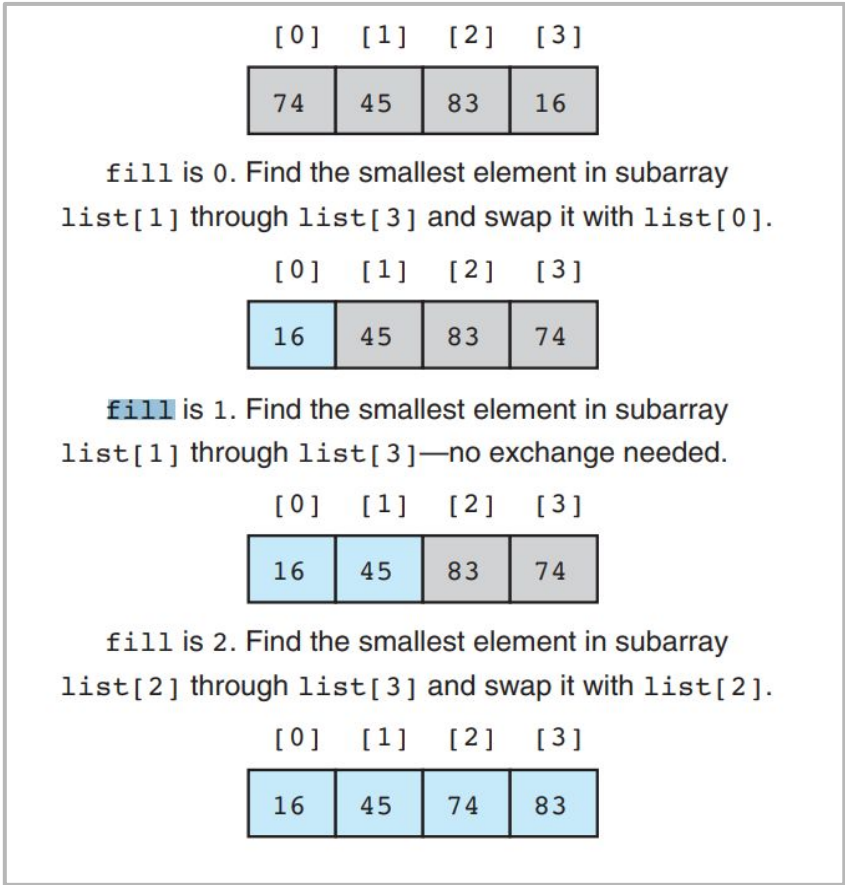 [0] [1] [2] [3]
74 45 83 16
fill is 0. Find the smallest element in subarray
list[1] through list[3] and swap it with list[0].
[0] [1] [2] [3]
16 45 83 74
fill is 1. Find the smallest element in subarray
list[1] through list[3]—no exchange needed.
[0] [1] [2] [3]
16 45 83 74
fill is 2. Find the smallest element in subarray
list[2] through list[3] and swap it with list[2].
[0] [1] [2] [3]
16 45 74 83